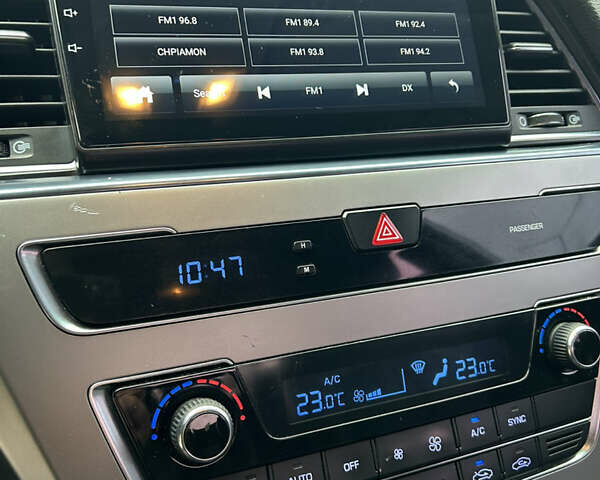 FM1 96.8 FM1 89.4 FM1 92.4
CHPIAMON FM1 93.8 FM1 94.2
FM1 DX
H
PASSENGER
10:47
M
A/C
23.0°C 23.0°C
A/C SYNC
AUTO OFF